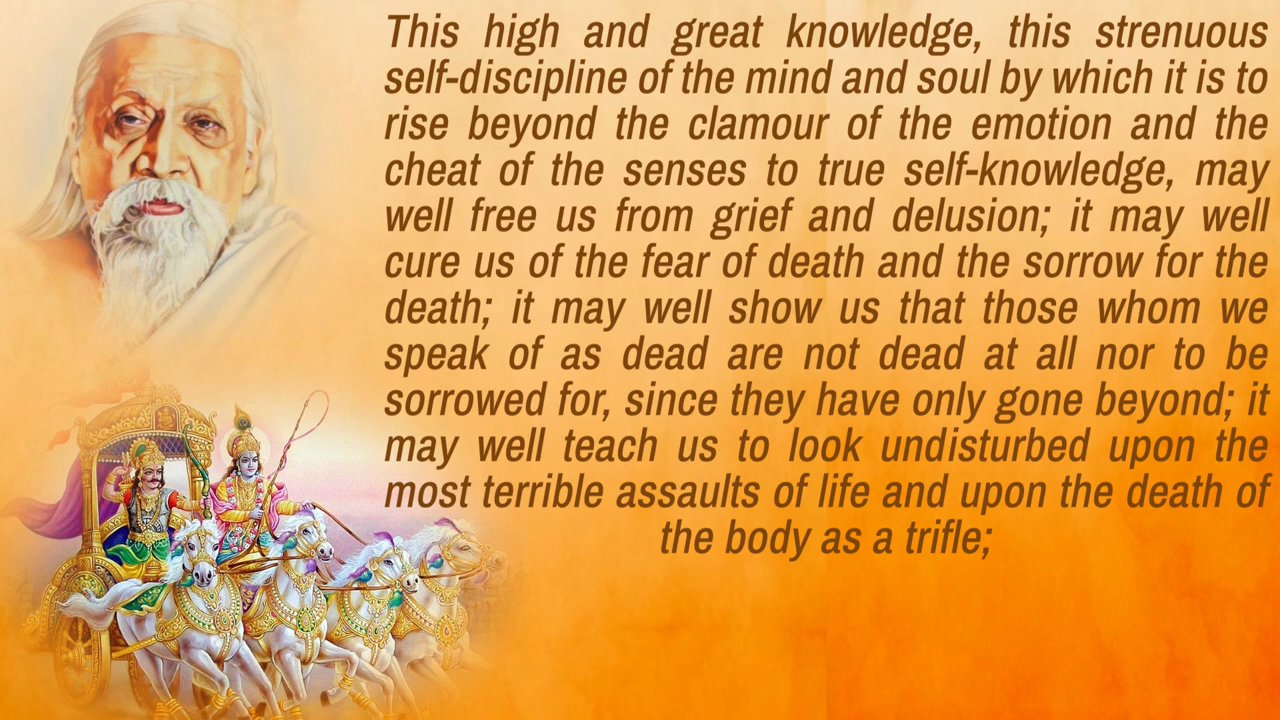 This high and great knowledge, this strenuous
self-discipline of the mind and soul by which it is to
rise beyond the clamour of the emotion and the
cheat of the senses to true self-knowledge, may
well free us from grief and delusion; it may well
cure us of the fear of death and the sorrow for the
death; it may well show us that those whom we
speak of as dead are not dead at all nor to be
sorrowed for, since they have only gone beyond; it
may well teach us to look undisturbed upon the
most terrible assaults of life and upon the death of
the body as a trifle;